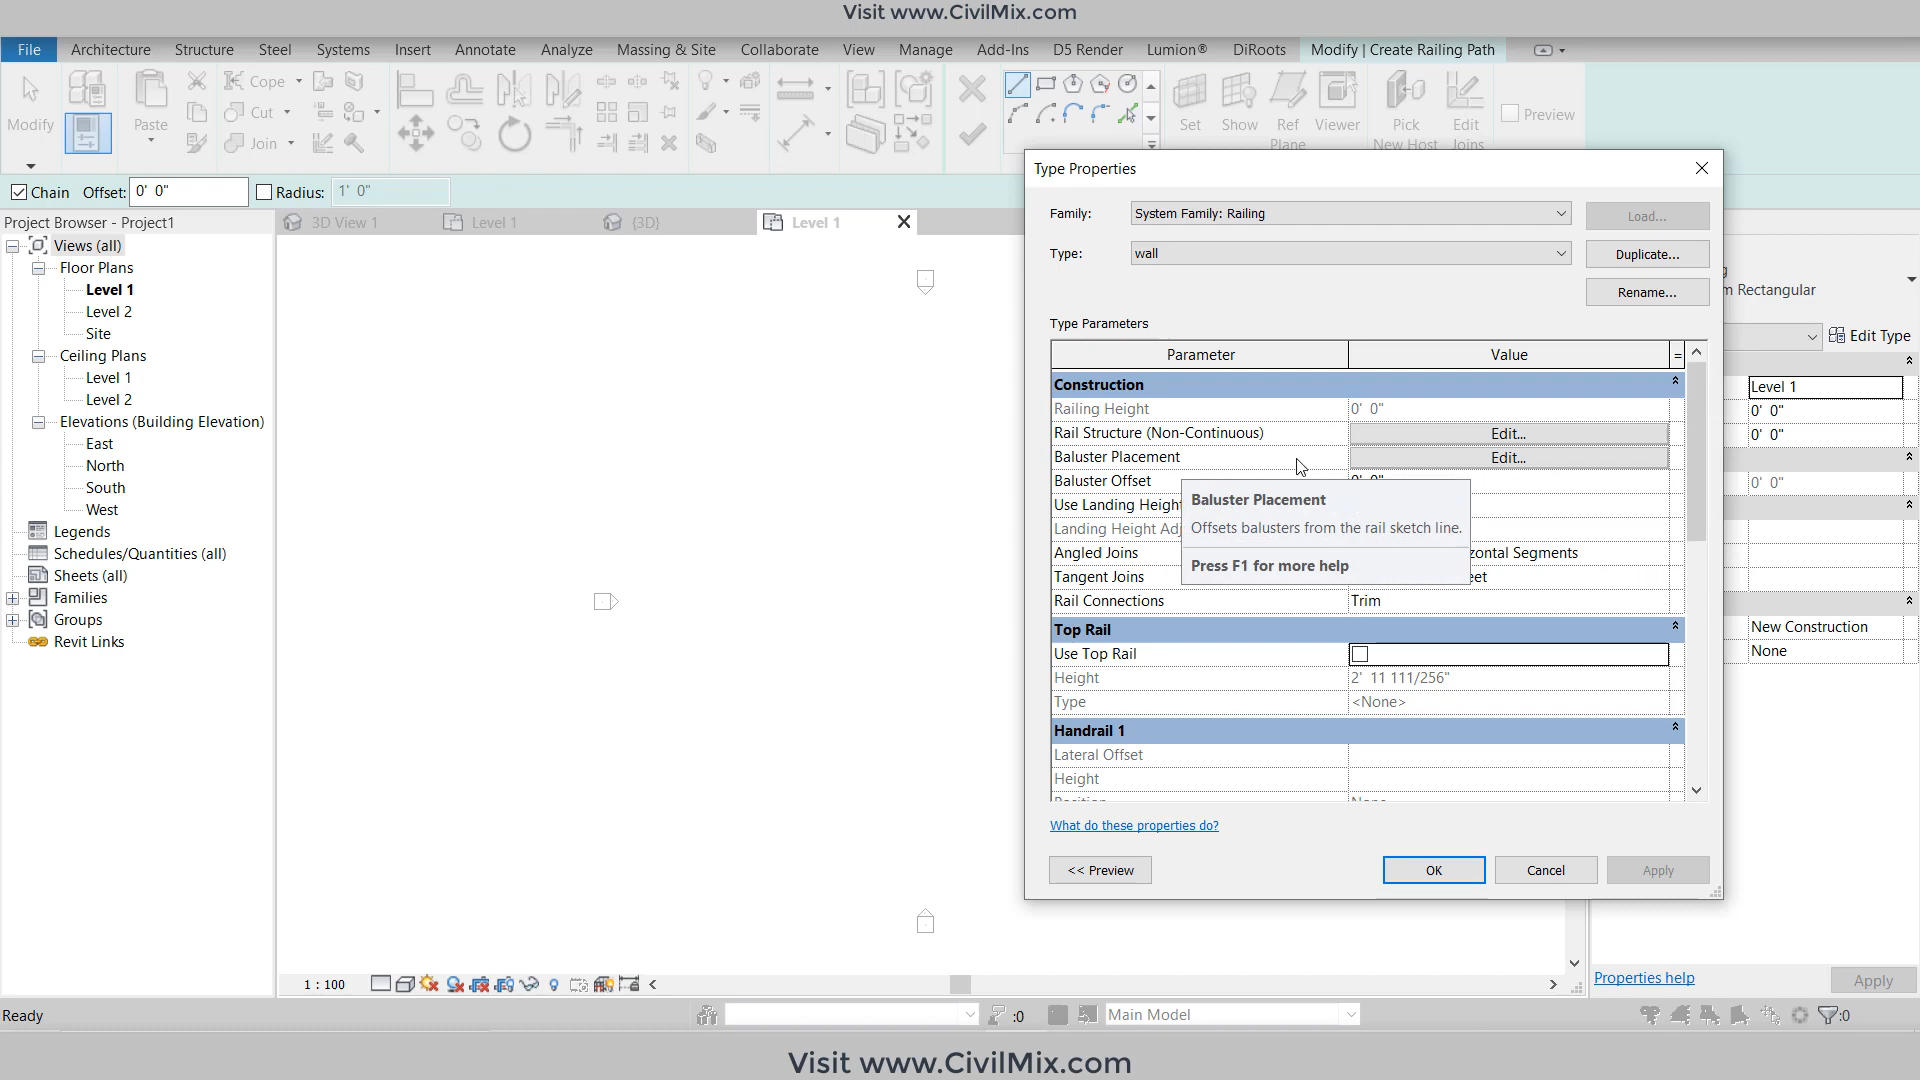 Visit www.CivilMix.com
File Architecture Structure Steel Systems Insert Annotate Analyze Massing & Site Collaborate View Manage Add-Ins D5 Render Lumion® DiRoots Modify | Create Railing Path
Modify Paste Cope Cut Join Set Show Ref Plane Viewer Pick New Host Edit Joins Preview
Chain Offset: 0' 0" Radius: 1' 0"
Project Browser - Project1
3D View 1 Level 1 {3D} Level 1
Views (all)
Floor Plans
Level 1
Level 2
Site
Ceiling Plans
Level 1
Level 2
Elevations (Building Elevation)
East
North
South
West
Legends
Schedules/Quantities (all)
Sheets (all)
Families
Groups
Revit Links
Type Properties
Family: System Family: Railing Load...
Type: wall Duplicate...
Rename...
Type Parameters
Parameter Value =
Construction
Railing Height 0' 0"
Rail Structure (Non-Continuous) Edit...
Baluster Placement Edit...
Baluster Offset
Use Landing Height
Landing Height Adj
Angled Joins zontal Segments
Tangent Joins eet
Rail Connections Trim
Baluster Placement
Offsets balusters from the rail sketch line.
Press F1 for more help
Top Rail
Use Top Rail
Height 2' 11 111/256"
Type <None>
Handrail 1
Lateral Offset
Height
What do these properties do?
<< Preview OK Cancel Apply
m Rectangular
Edit Type
Level 1
0' 0"
0' 0"
0' 0"
New Construction
None
Properties help Apply
1 : 100
Ready :0 Main Model :0
Visit www.CivilMix.com